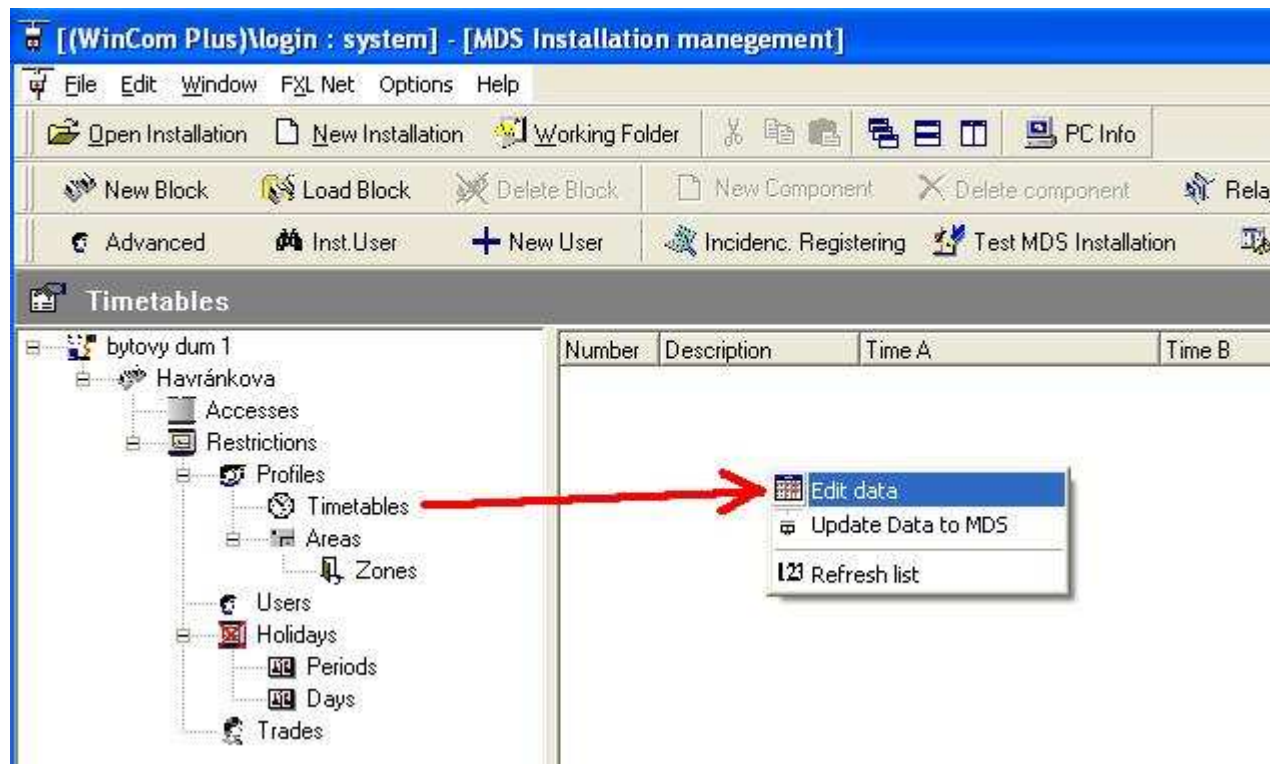 [(WinCom Plus)\login : system] - [MDS Installation manegement]
File Edit Window FXL Net Options Help
Open Installation New Installation Working Folder PC Info
New Block Load Block Delete Block New Component Delete component Rela
Advanced Inst.User New User Incidenc. Registering Test MDS Installation
Timetables
bytovy dum 1
Number Description Time A Time B
Havránkova
Accesses
Restrictions
Profiles
Timetables
Edit data
Update Data to MDS
Areas
Zones
123 Refresh list
Users
Holidays
Periods
Days
Trades